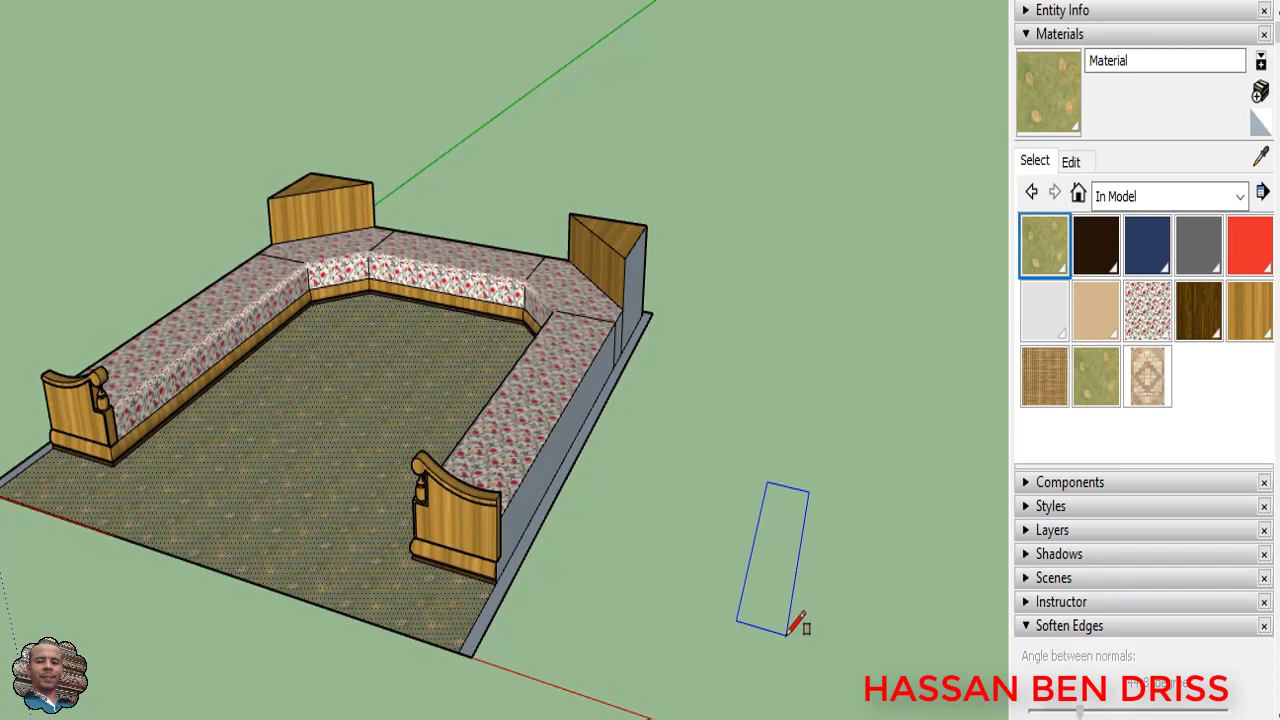 Entity Info
Materials
Material
Select Edit
In Model
Components
Styles
Layers
Shadows
Scenes
Instructor
Soften Edges
Angle between normals:
HASSAN BEN DRISS